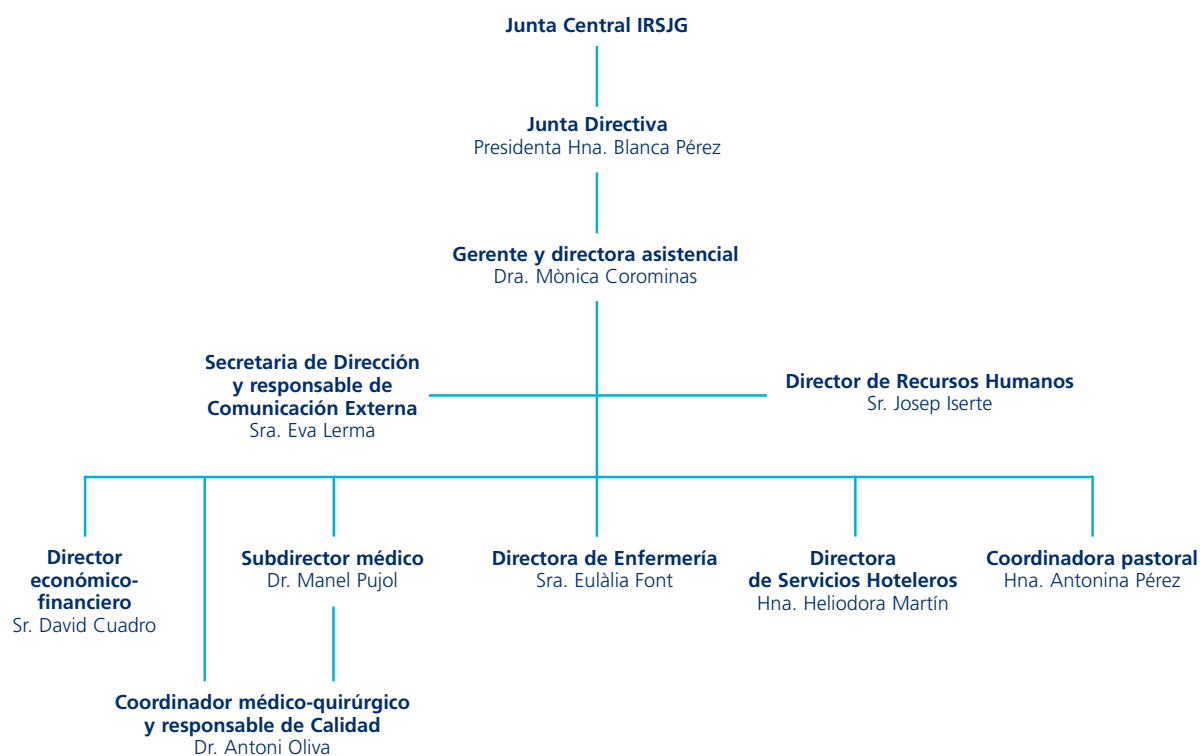 Junta Central IRSJG
Junta Directiva
Presidenta Hna. Blanca Pérez
Gerente y directora asistencial
Dra. Mònica Corominas
Secretaria de Dirección
y responsable de
Comunicación Externa
Sra. Eva Lerma
Director de Recursos Humanos
Sr. Josep Iserte
Director
económico-
financiero
Sr. David Cuadro
Subdirector médico
Dr. Manel Pujol
Directora de Enfermería
Sra. Eulàlia Font
Directora
de Servicios Hoteleros
Hna. Heliodora Martín
Coordinadora pastoral
Hna. Antonina Pérez
Coordinador médico-quirúrgico
y responsable de Calidad
Dr. Antoni Oliva